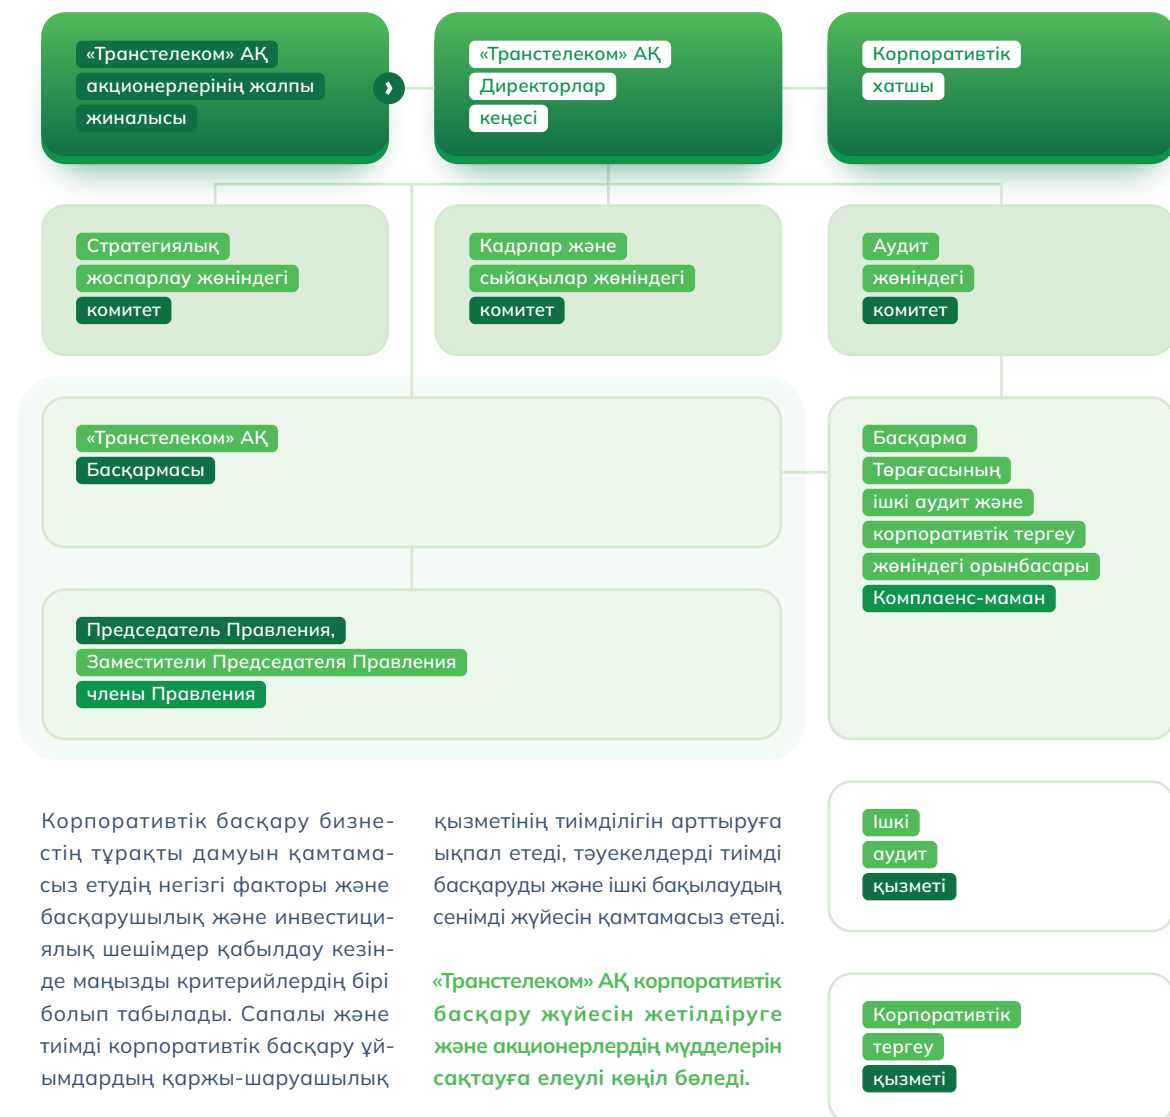 «Транстелеком» АҚ
акционерлерінің жалпы
жиналысы
«Транстелеком» АҚ
Директорлар
кеңесі
Корпоративтік
хатшы
Стратегиялық
жоспарлау жөніндегі
комитет
Кадрлар және
сыйақылар жөніндегі
комитет
Аудит
жөніндегі
комитет
«Транстелеком» АҚ
Басқармасы
Басқарма
Төрағасының
ішкі аудит және
корпоративтік тергеу
жөніндегі орынбасары
Комплаенс-маман
Председатель Правления,
Заместители Председателя Правления
члены Правления
Корпоративтік басқару бизне-
стің тұрақты дамуын қамтама-
сыз етудің негізгі факторы және
басқарушылық және инвестици-
ялық шешімдер қабылдау кезін-
де маңызды критерийлердің бірі
болып табылады. Сапалы және
тиімді корпоративтік басқару ұй-
ымдардың қаржы-шаруашылық
қызметінің тиімділігін арттыруға
ықпал етеді, тәуекелдерді тиімді
басқаруды және ішкі бақылаудың
сенімді жүйесін қамтамасыз етеді.
«Транстелеком» АҚ корпоративтік
басқару жүйесін жетілдіруге
және акционерлердің мүдделерін
сақтауға елеулі көңіл бөледі.
Ішкі
аудит
қызметі
Корпоративтік
тергеу
қызметі